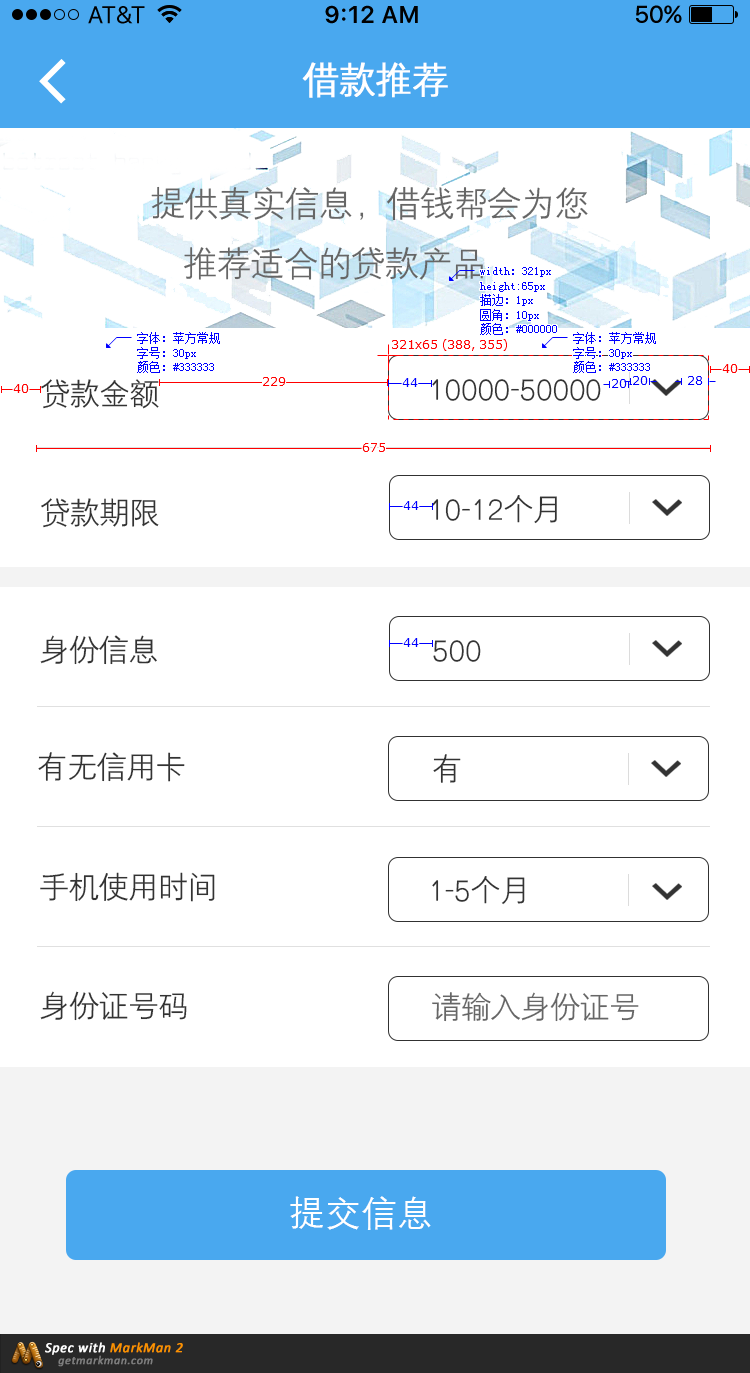 AT&T 9:12 AM 50%
借款推荐
提供真实信息，借钱帮会为您
推荐适合的贷款产品
width: 321px
height:65px
描边: 1px
圆角: 10px
颜色: #000000
字体: 苹方常规
字号: 30px
颜色: #333333
字体: 苹方常规
字号: 30px
颜色: #333333
321x65 (388, 355)
40 贷款金额 229 44 10000-50000 20 20 28 40
675
贷款期限 44 10-12个月
身份信息 44 500
有无信用卡 有
手机使用时间 1-5个月
身份证号码 请输入身份证号
提交信息
Spec with MarkMan 2
getmarkman.com